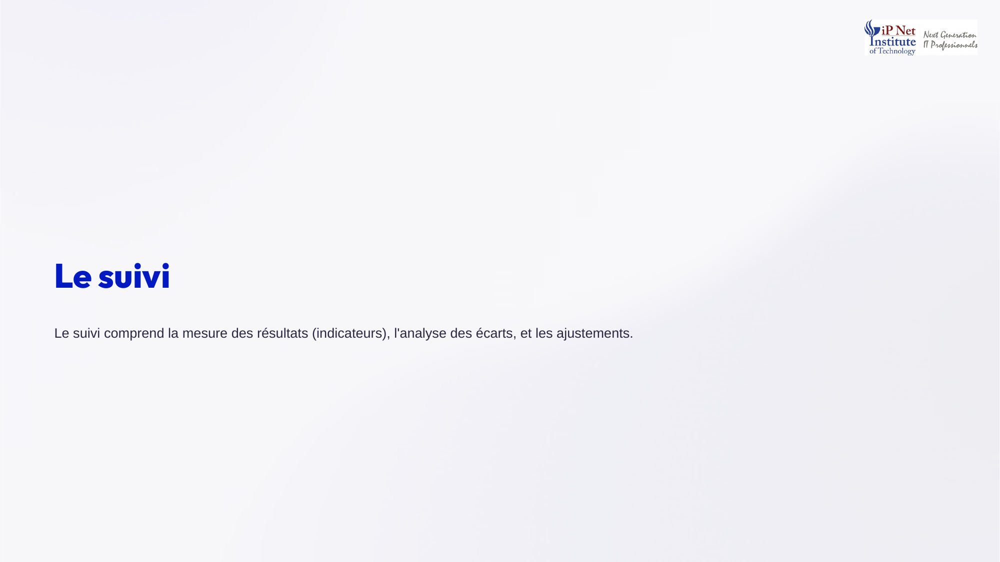 iP Net
Institute
of Technology
Next Generation
IT Professionnels
Le suivi
Le suivi comprend la mesure des résultats (indicateurs), l'analyse des écarts, et les ajustements.